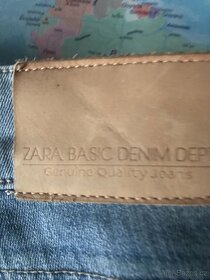 ZARA BASIC DENIM DEPT
Genuine Quality Jeans